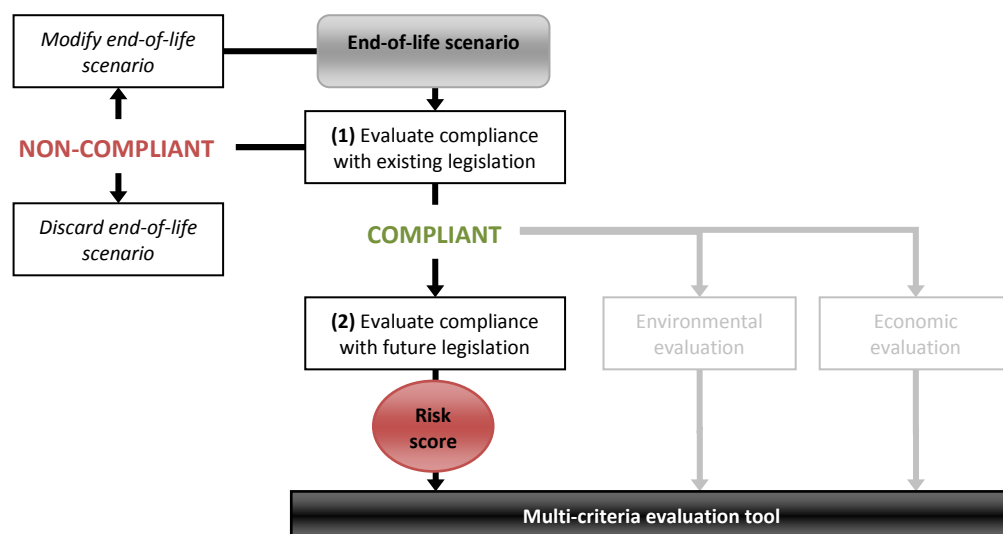 Modify end-of-life
scenario
End-of-life scenario
(1) Evaluate compliance
with existing legislation
NON-COMPLIANT
Discard end-of-life
scenario
COMPLIANT
(2) Evaluate compliance
with future legislation
Environmental
evaluation
Economic
evaluation
Risk
score
Multi-criteria evaluation tool